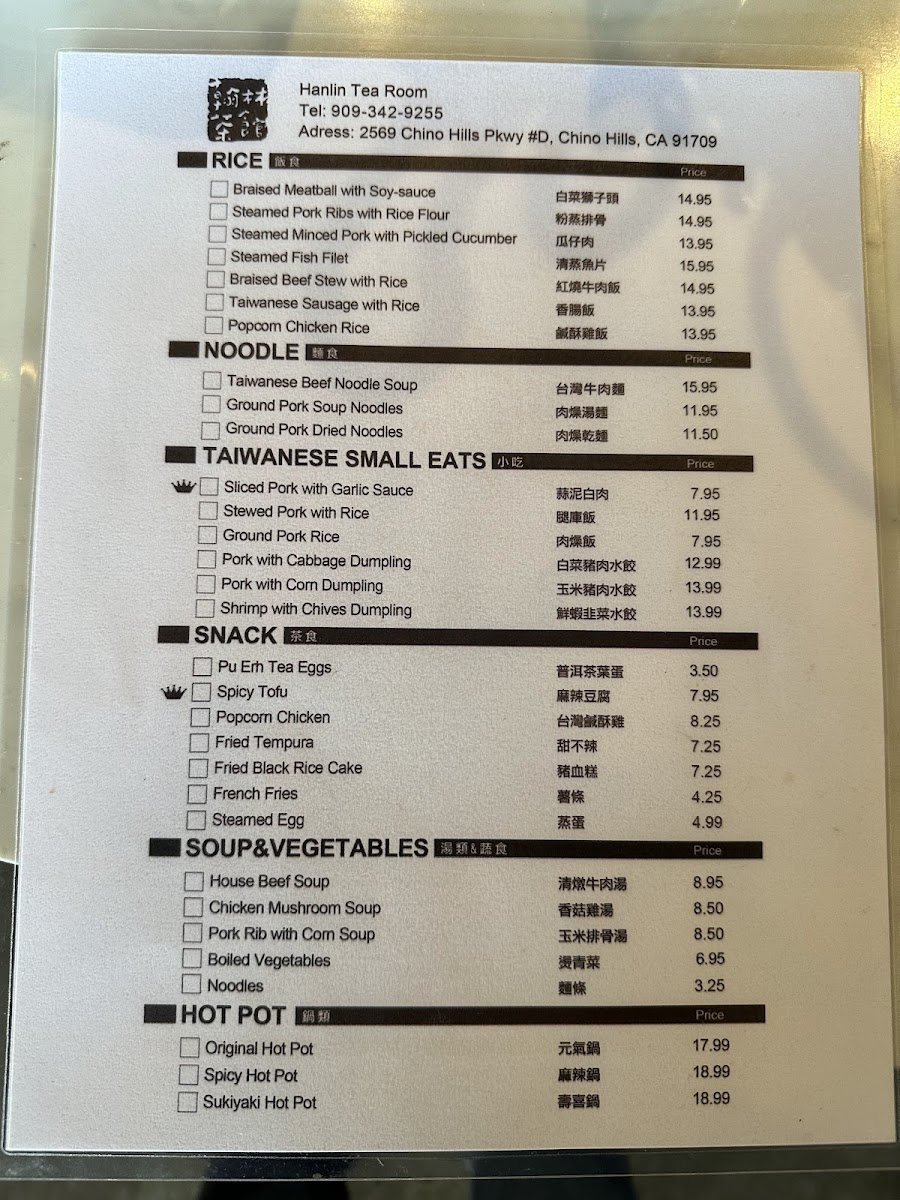 翰林茶館
Hanlin Tea Room
Tel: 909-342-9255
Adress: 2569 Chino Hills Pkwy #D, Chino Hills, CA 91709
RICE 飯食 Price
Braised Meatball with Soy-sauce 白菜獅子頭 14.95
Steamed Pork Ribs with Rice Flour 粉蒸排骨 14.95
Steamed Minced Pork with Pickled Cucumber 瓜仔肉 13.95
Steamed Fish Filet 清蒸魚片 15.95
Braised Beef Stew with Rice 紅燒牛肉飯 14.95
Taiwanese Sausage with Rice 香腸飯 13.95
Popcorn Chicken Rice 鹹酥雞飯 13.95
NOODLE 麵食 Price
Taiwanese Beef Noodle Soup 台灣牛肉麵 15.95
Ground Pork Soup Noodles 肉燥湯麵 11.95
Ground Pork Dried Noodles 肉燥乾麵 11.50
TAIWANESE SMALL EATS 小吃 Price
Sliced Pork with Garlic Sauce 蒜泥白肉 7.95
Stewed Pork with Rice 腿庫飯 11.95
Ground Pork Rice 肉燥飯 7.95
Pork with Cabbage Dumpling 白菜豬肉水餃 12.99
Pork with Corn Dumpling 玉米豬肉水餃 13.99
Shrimp with Chives Dumpling 鮮蝦韭菜水餃 13.99
SNACK 茶食 Price
Pu Erh Tea Eggs 普洱茶葉蛋 3.50
Spicy Tofu 麻辣豆腐 7.95
Popcorn Chicken 台灣鹹酥雞 8.25
Fried Tempura 甜不辣 7.25
Fried Black Rice Cake 豬血糕 7.25
French Fries 薯條 4.25
Steamed Egg 蒸蛋 4.99
SOUP&VEGETABLES 湯類&蔬食 Price
House Beef Soup 清燉牛肉湯 8.95
Chicken Mushroom Soup 香菇雞湯 8.50
Pork Rib with Corn Soup 玉米排骨湯 8.50
Boiled Vegetables 燙青菜 6.95
Noodles 麵條 3.25
HOT POT 鍋類 Price
Original Hot Pot 元氣鍋 17.99
Spicy Hot Pot 麻辣鍋 18.99
Sukiyaki Hot Pot 壽喜鍋 18.99